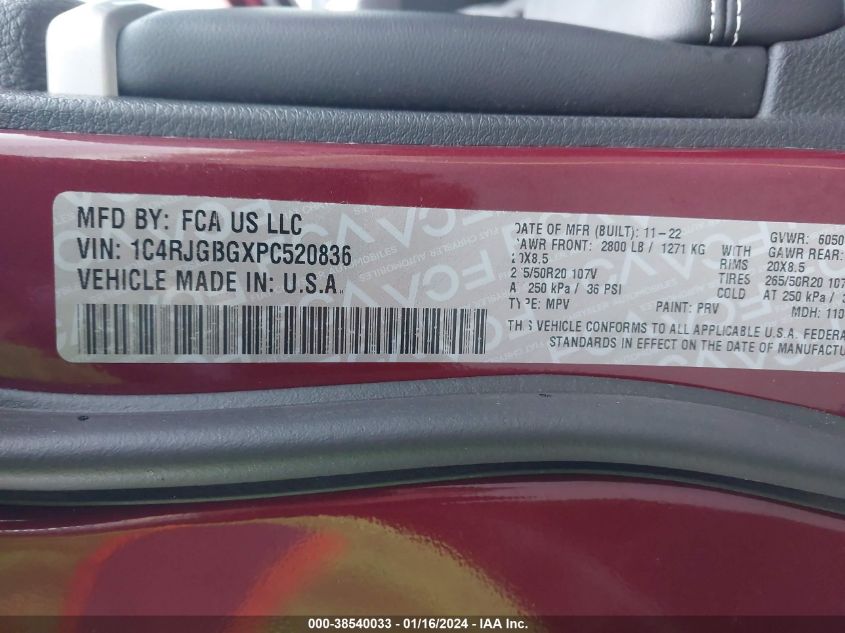 MFD BY: FCA US LLC
VIN: 1C4RJGBGXPC520836
VEHICLE MADE IN: U.S.A.
DATE OF MFR (BUILT): 11-22
GAWR FRONT: 2800 LB / 1271 KG WITH
20X8.5 RIMS
265/50R20 107V TIRES
AT 250 kPa / 36 PSI COLD
TYPE: MPV PAINT: PRV
GVWR: 6050
GAWR REAR:
20X8.5
265/50R20 107
AT 250 kPa /
MDH: 110
THIS VEHICLE CONFORMS TO ALL APPLICABLE U.S.A. FEDERA
STANDARDS IN EFFECT ON THE DATE OF MANUFACTU
000-38540033 - 01/16/2024 - IAA Inc.